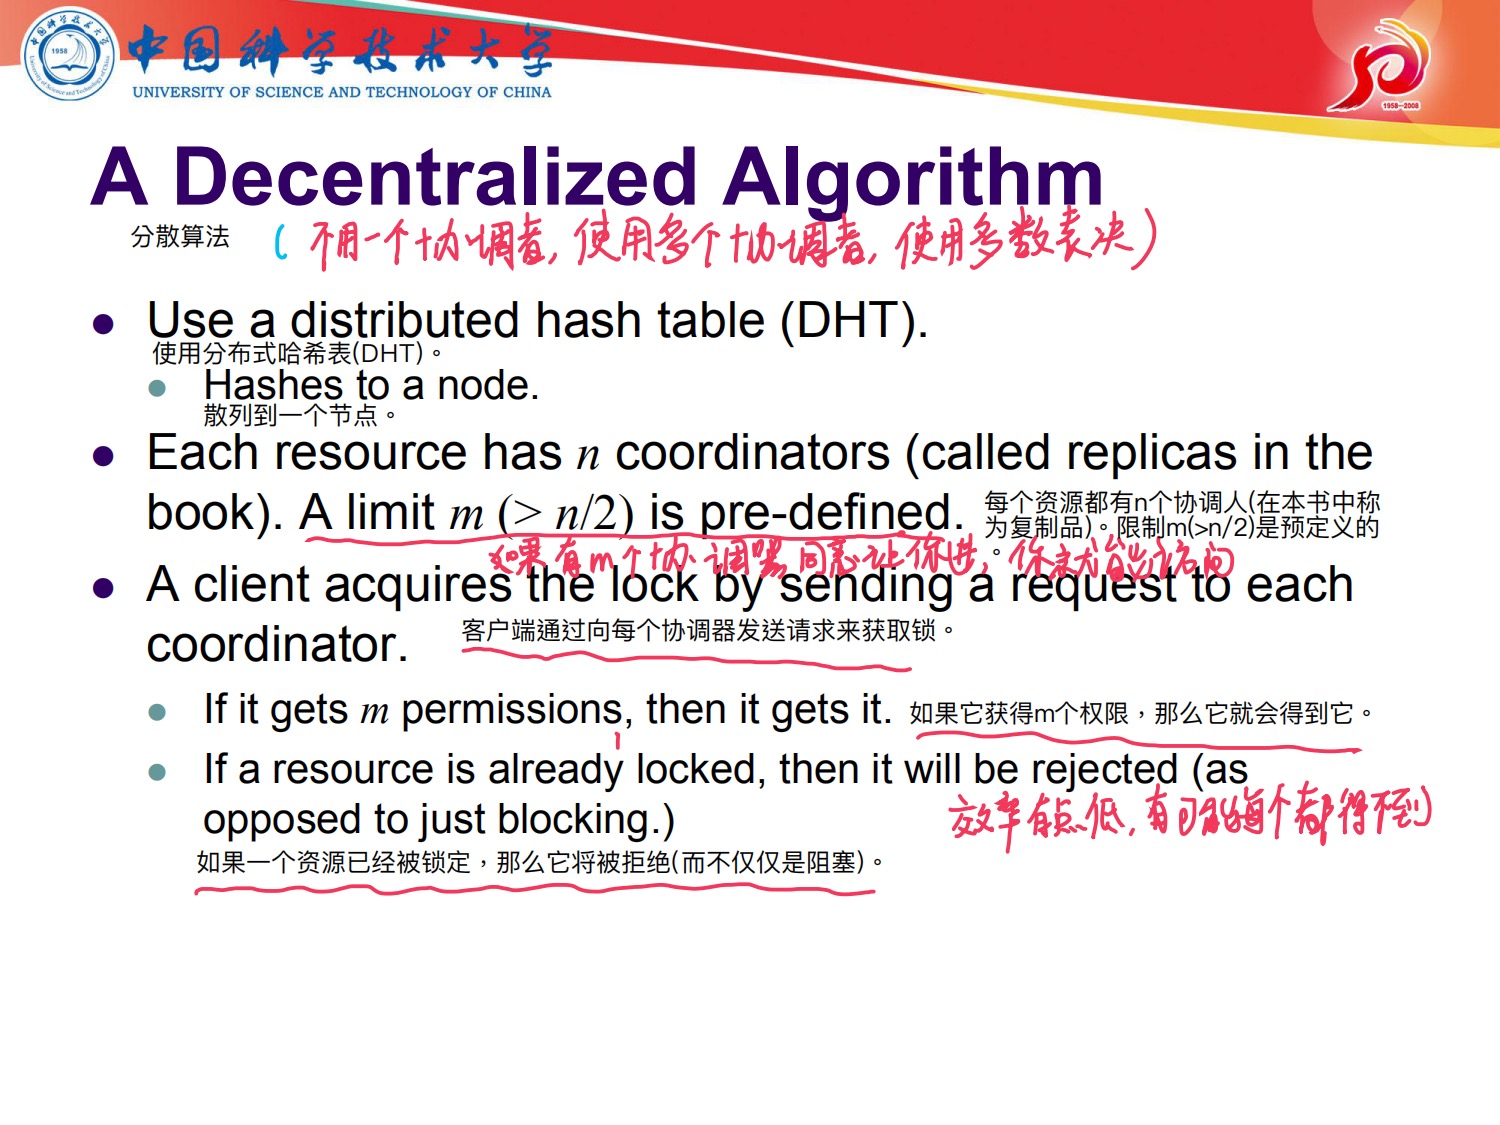 1958
中国科学技术大学
UNIVERSITY OF SCIENCE AND TECHNOLOGY OF CHINA
1958-2008
A Decentralized Algorithm
分散算法
(不用一个协调者,使用多个协调者,使用多数表决)
Use a distributed hash table (DHT).
使用分布式哈希表(DHT)。
Hashes to a node.
散列到一个节点。
Each resource has n coordinators (called replicas in the
book). A limit m (> n/2) is pre-defined.
每个资源都有n个协调人(在本书中称
为复制品)。限制m(>n/2)是预定义的
。
如果有m个协调器同意让你进,你就能访问
A client acquires the lock by sending a request to each
coordinator.
客户端通过向每个协调器发送请求来获取锁。
If it gets m permissions, then it gets it.
如果它获得m个权限，那么它就会得到它。
If a resource is already locked, then it will be rejected (as
opposed to just blocking.)
效率有点低,有可能每个都得不到
如果一个资源已经被锁定，那么它将被拒绝(而不仅仅是阻塞)。